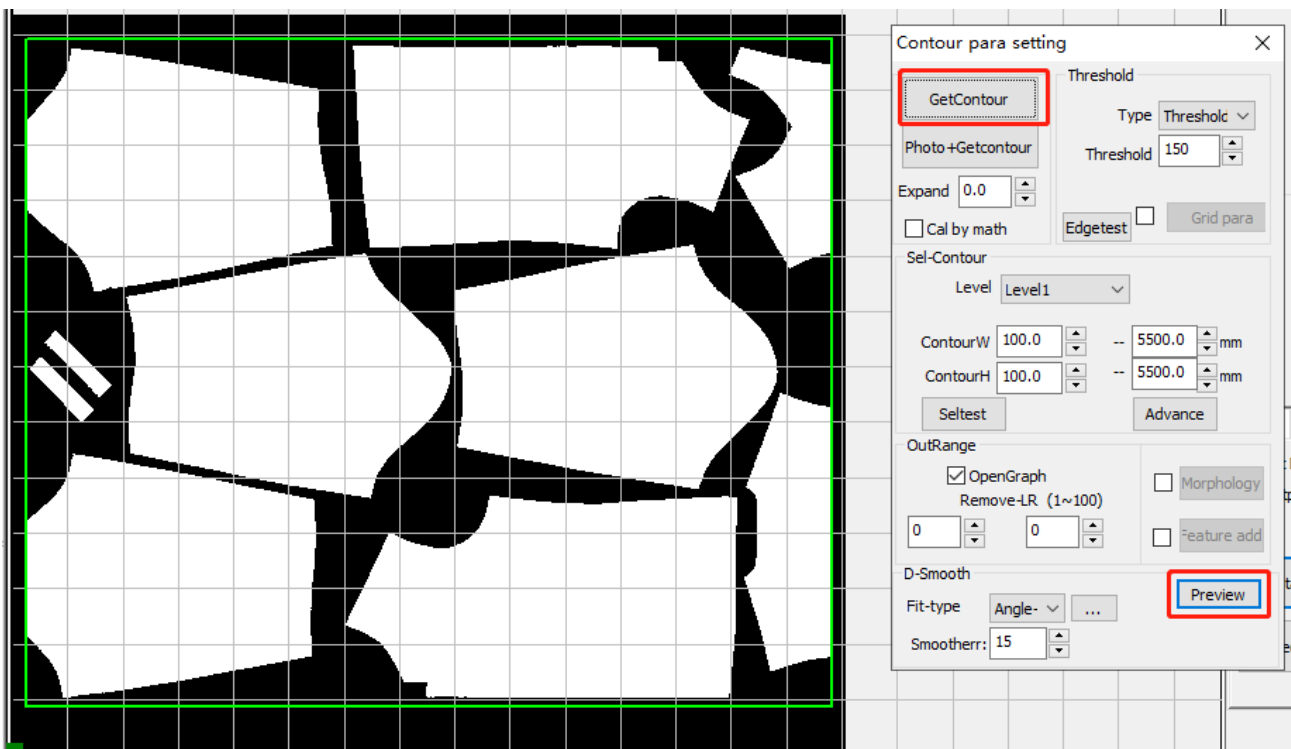 Contour para setting
GetContour
Threshold
Type Threshold
Photo+Getcontour
Threshold 150
Expand 0.0
Cal by math
Edgetest
Grid para
Sel-Contour
Level Level1
ContourW 100.0 -- 5500.0 mm
ContourH 100.0 -- 5500.0 mm
Seltest
Advance
OutRange
OpenGraph
Morphology
Remove-LR (1~100)
0
0
Feature add
D-Smooth
Preview
Fit-type Angle- ...
Smootherr: 15